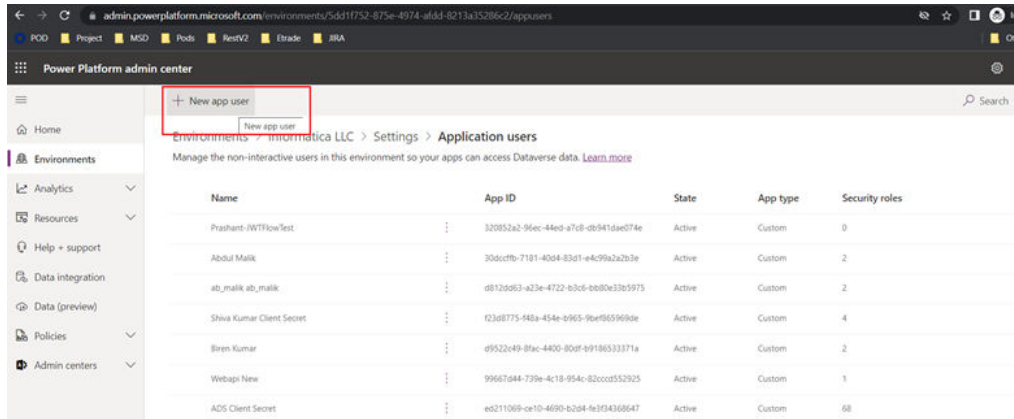 admin.powerplatform.microsoft.com/environments/5dd1f752-875e-4974-afdd-8213a35286c2/appusers
POD Project MSD Pods RestV2 Etrade JIRA
Power Platform admin center
New app user Search
New app user
Home
Environments > Informatica LLC > Settings > Application users
Environments
Manage the non-interactive users in this environment so your apps can access Dataverse data. Learn more
Analytics
Name App ID State App type Security roles
Resources
Prashant-JWTFlowTest 320852a2-96ec-44ed-a7c8-db941dae074e Active Custom 0
Help + support
Abdul Malik 30dccffb-7181-40d4-83d1-e4c99a2a2b3e Active Custom 2
Data integration
ab_malik ab_malik d812dd63-a23e-4722-b3c6-bb80e33b5975 Active Custom 2
Data (preview)
Shiva Kumar Client Secret f23d8775-f48a-454e-b965-9bef865969de Active Custom 4
Policies
Biren Kumar d9522c49-8fac-4400-80df-b9186533371a Active Custom 2
Admin centers
Webapi New 99667d44-739e-4c18-954c-82cccd552925 Active Custom 1
ADS Client Secret ed211069-ce10-4690-b2d4-fe3f34368647 Active Custom 68